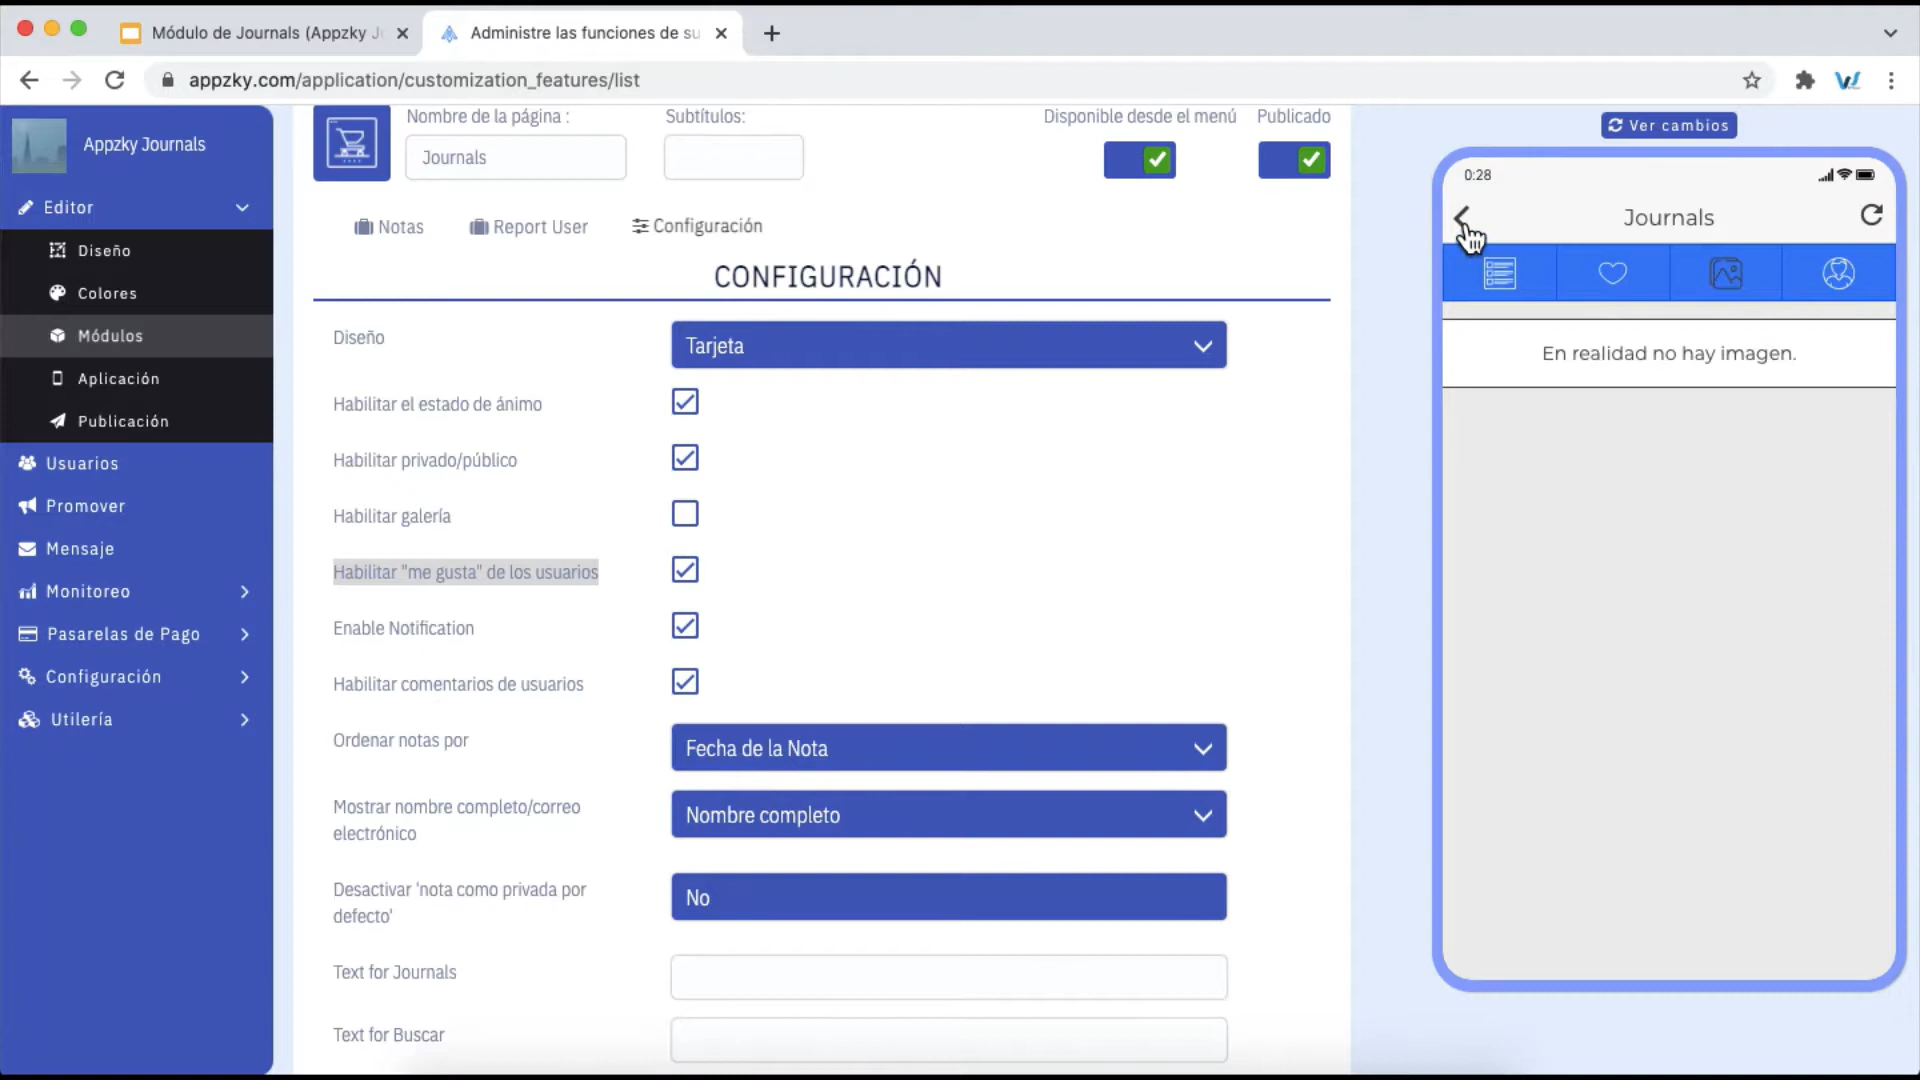 Módulo de Journals (Appzky J
Administre las funciones de su
appzky.com/application/customization_features/list
Appzky Journals
Editor
Diseño
Colores
Módulos
Aplicación
Publicación
Usuarios
Promover
Mensaje
Monitoreo
Pasarelas de Pago
Configuración
Utilería
Nombre de la página :
Subtítulos:
Disponible desde el menú
Publicado
Journals
Notas
Report User
Configuración
CONFIGURACIÓN
Diseño
Tarjeta
Habilitar el estado de ánimo
Habilitar privado/público
Habilitar galería
Habilitar "me gusta" de los usuarios
Enable Notification
Habilitar comentarios de usuarios
Ordenar notas por
Fecha de la Nota
Mostrar nombre completo/correo
electrónico
Nombre completo
Desactivar 'nota como privada por
defecto'
No
Text for Journals
Text for Buscar
Ver cambios
0:28
Journals
En realidad no hay imagen.